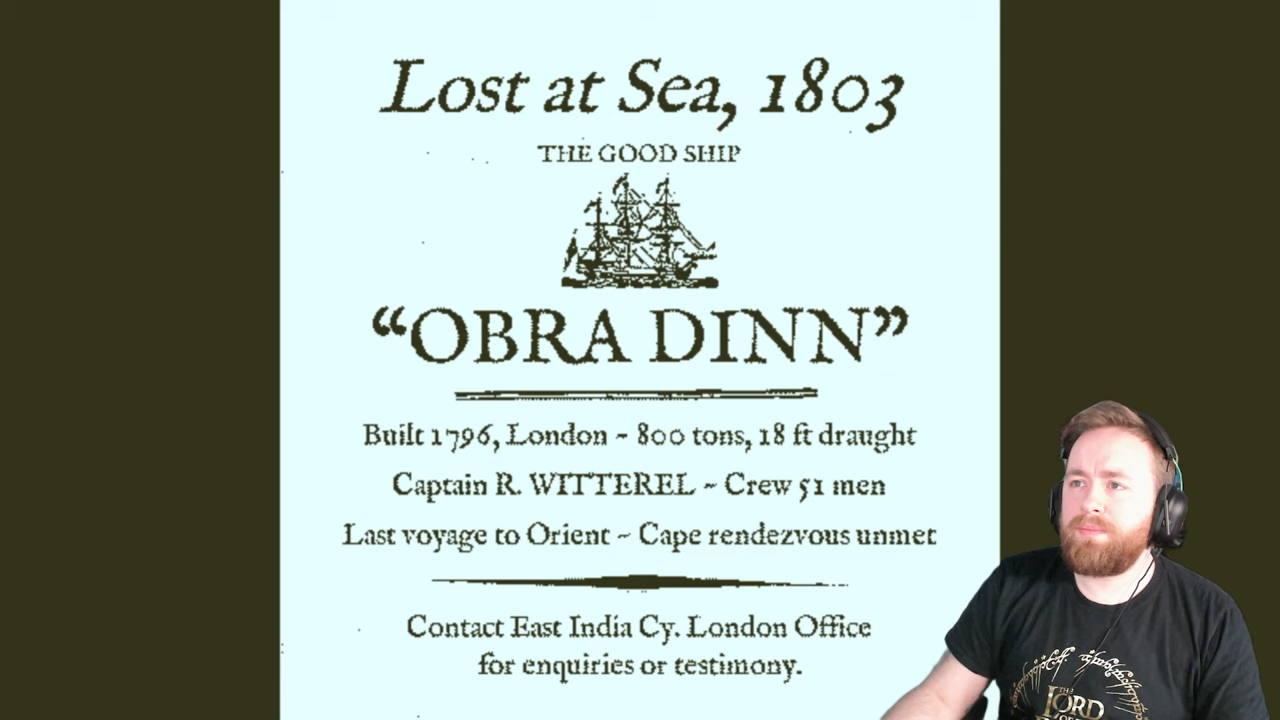 Lost at Sea, 1803
THE GOOD SHIP
“OBRA DINN”
Built 1796, London ~ 800 tons, 18 ft draught
Captain R. WITTEREL ~ Crew 51 men
Last voyage to Orient ~ Cape rendezvous unmet
Contact East India Cy. London Office
for enquiries or testimony.
THE
LORD